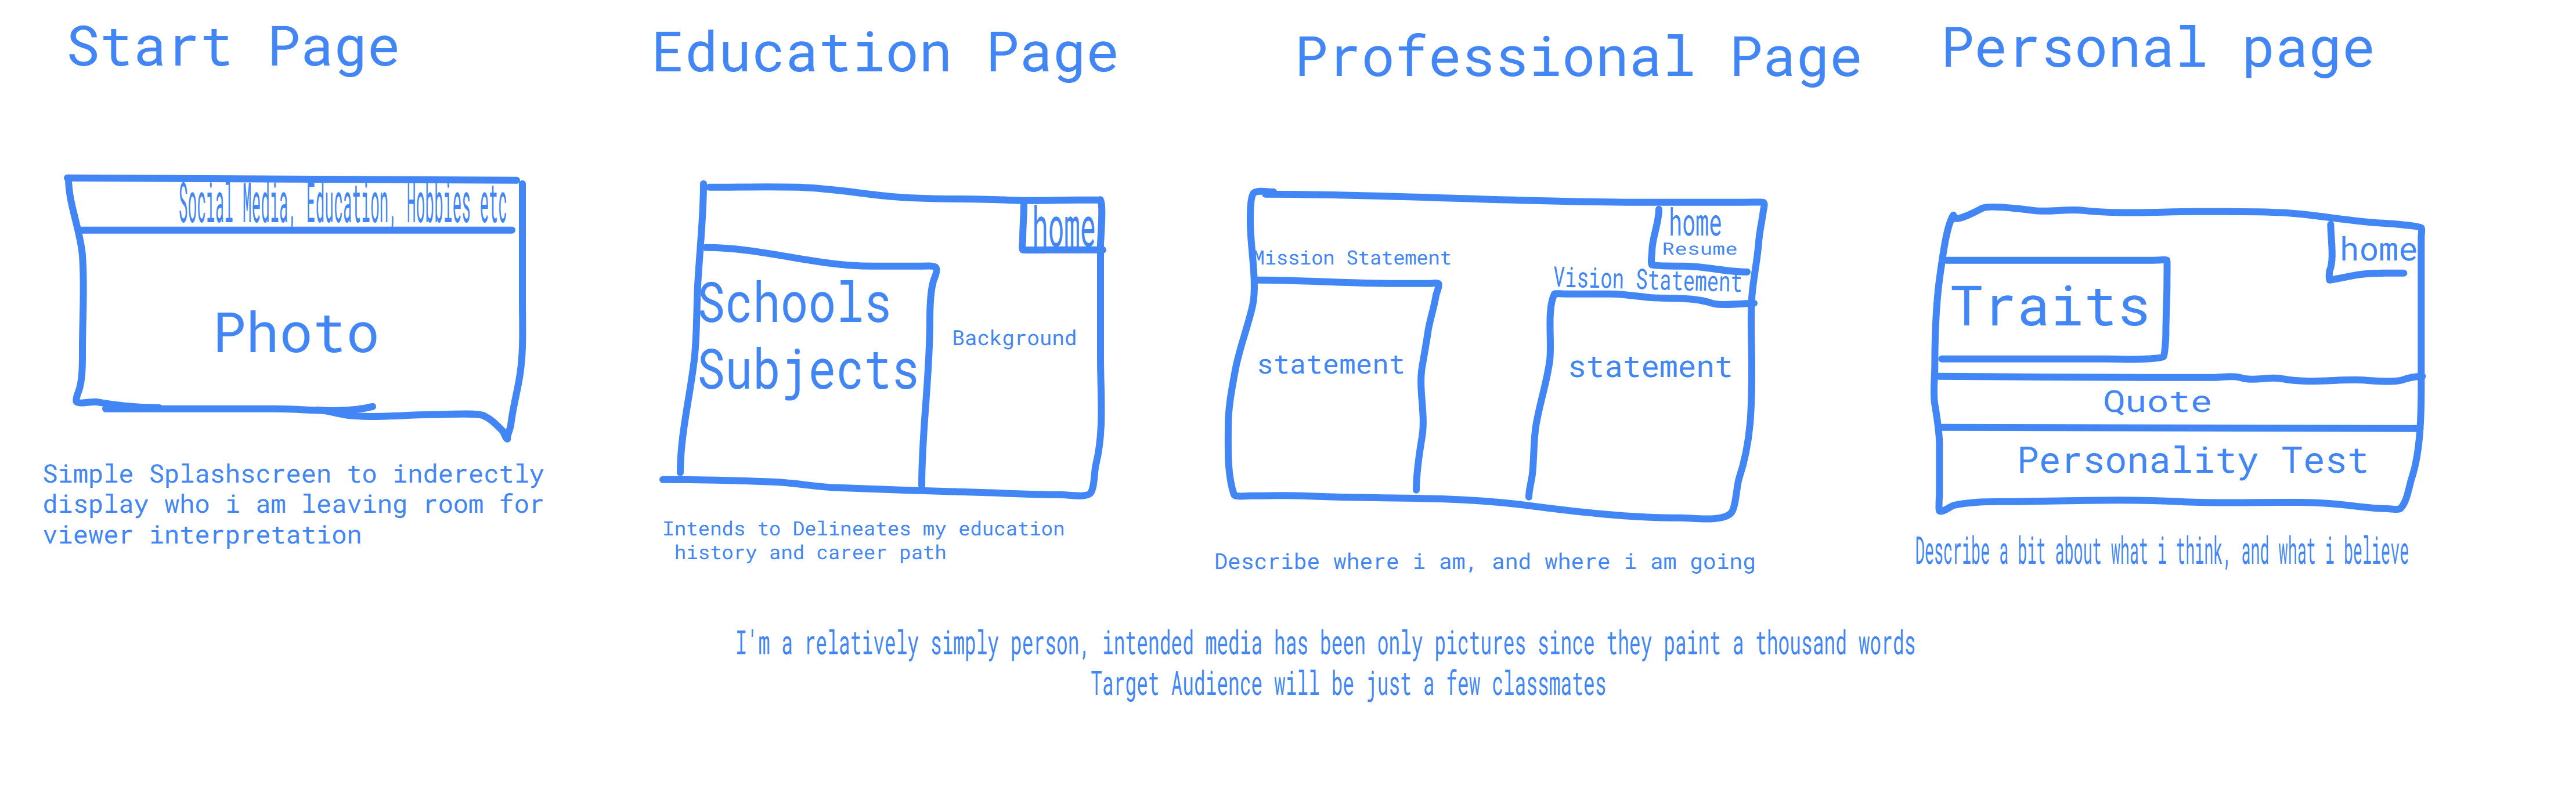 Start Page
Social Media, Education, Hobbies etc
Photo
Simple Splashscreen to inderectly
display who i am leaving room for
viewer interpretation
Education Page
home
Schools
Subjects
Background
Intends to Delineates my education
history and career path
Professional Page
home
Resume
Mission Statement
Vision Statement
statement
statement
Describe where i am, and where i am going
Personal page
home
Traits
Quote
Personality Test
Describe a bit about what i think, and what i believe
I'm a relatively simply person, intended media has been only pictures since they paint a thousand words
Target Audience will be just a few classmates